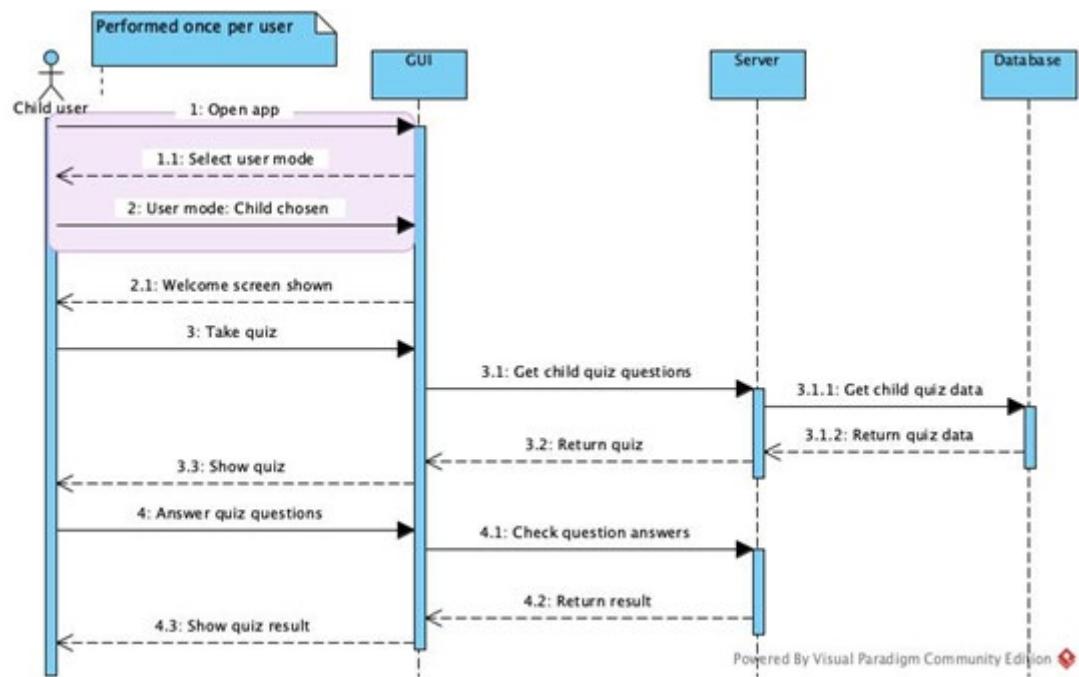 Performed once per user
GUI
Server
Database
Child user
1: Open app
1.1: Select user mode
2: User mode: Child chosen
2.1: Welcome screen shown
3: Take quiz
3.1: Get child quiz questions
3.1.1: Get child quiz data
3.1.2: Return quiz data
3.2: Return quiz
3.3: Show quiz
4: Answer quiz questions
4.1: Check question answers
4.2: Return result
4.3: Show quiz result
Powered By Visual Paradigm Community Edition